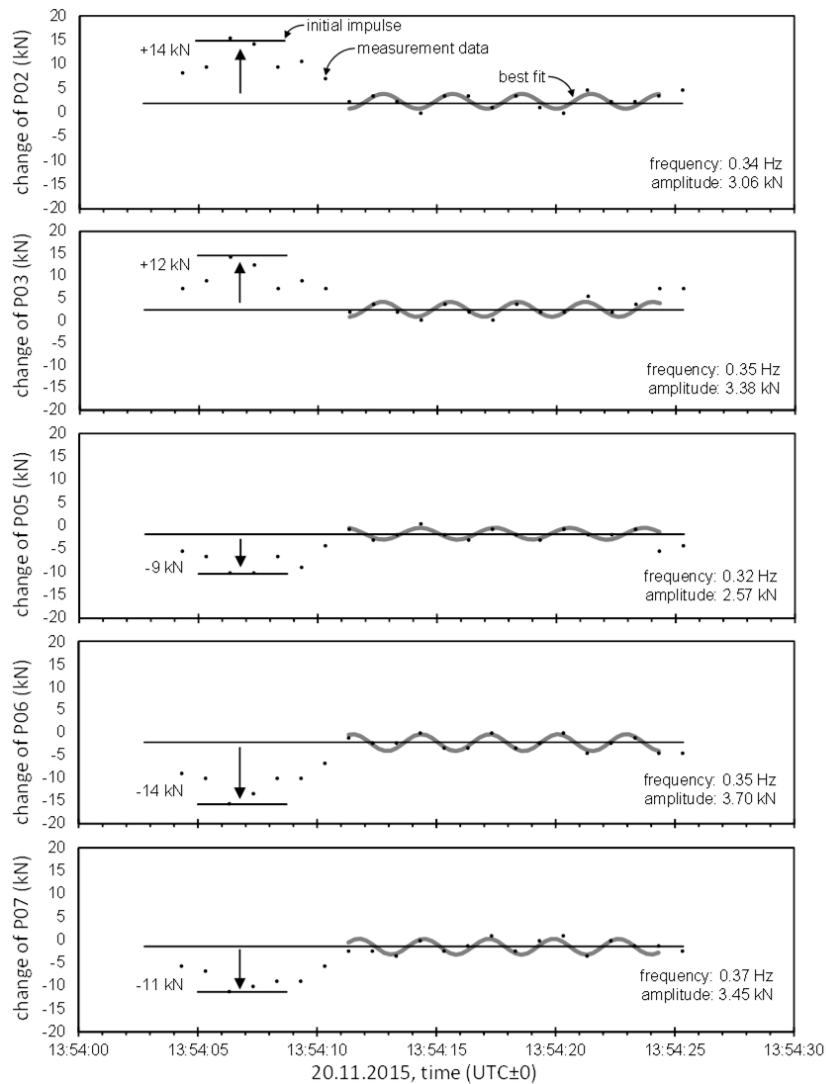 change of P02 (kN)
20
15
10
5
0
-5
-10
-15
-20
+14 kN
initial impulse
measurement data
best fit
frequency: 0.34 Hz
amplitude: 3.06 kN
change of P03 (kN)
20
15
10
5
0
-5
-10
-15
-20
+12 kN
frequency: 0.35 Hz
amplitude: 3.38 kN
change of P05 (kN)
20
15
10
5
0
-5
-10
-15
-20
-9 kN
frequency: 0.32 Hz
amplitude: 2.57 kN
change of P06 (kN)
20
15
10
5
0
-5
-10
-15
-20
-14 kN
frequency: 0.35 Hz
amplitude: 3.70 kN
change of P07 (kN)
20
15
10
5
0
-5
-10
-15
-20
-11 kN
frequency: 0.37 Hz
amplitude: 3.45 kN
13:54:00 13:54:05 13:54:10 13:54:15 13:54:20 13:54:25 13:54:30
20.11.2015, time (UTC±0)